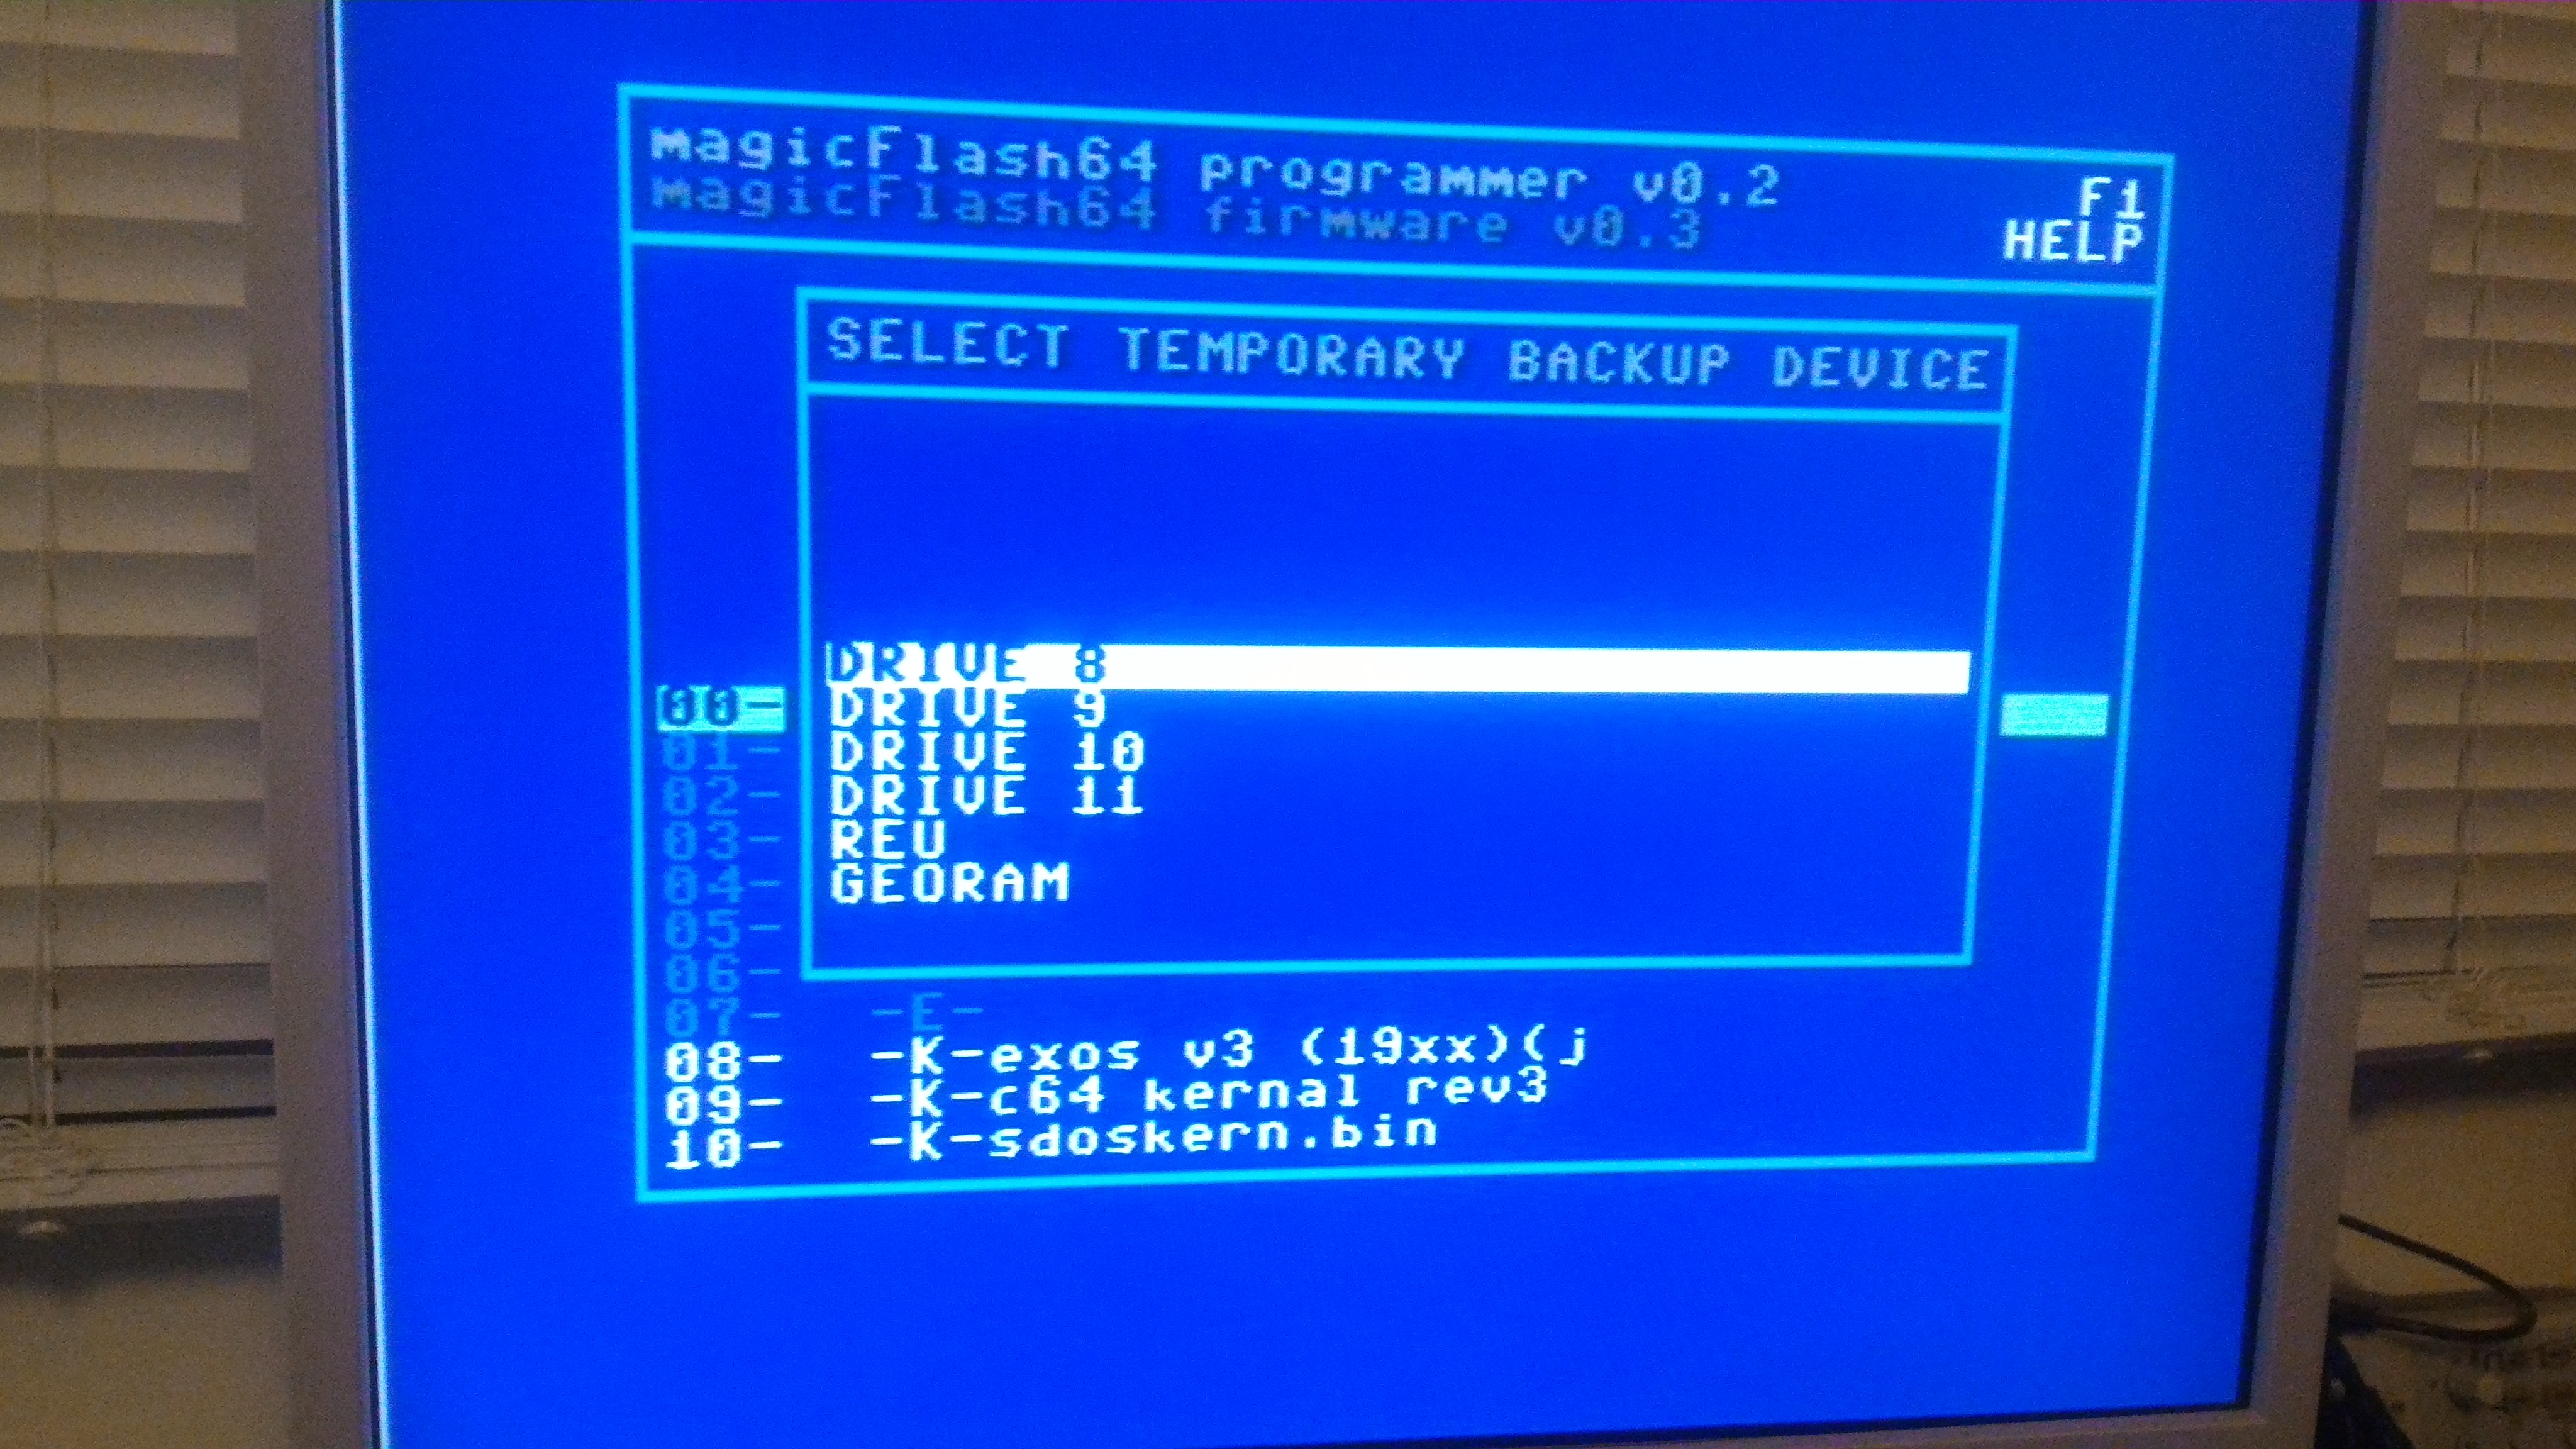 magicFlash64 programmer v0.2
magicFlash64 firmware v0.3
F1
HELP
SELECT TEMPORARY BACKUP DEVICE
DRIVE 8
00- DRIVE 9
01- DRIVE 10
02- DRIVE 11
03- REU
04- GEORAM
05-
06-
07- -E-
08- -K-exos v3 (19xx)(j
09- -K-c64 kernal rev3
10- -K-sdoskern.bin